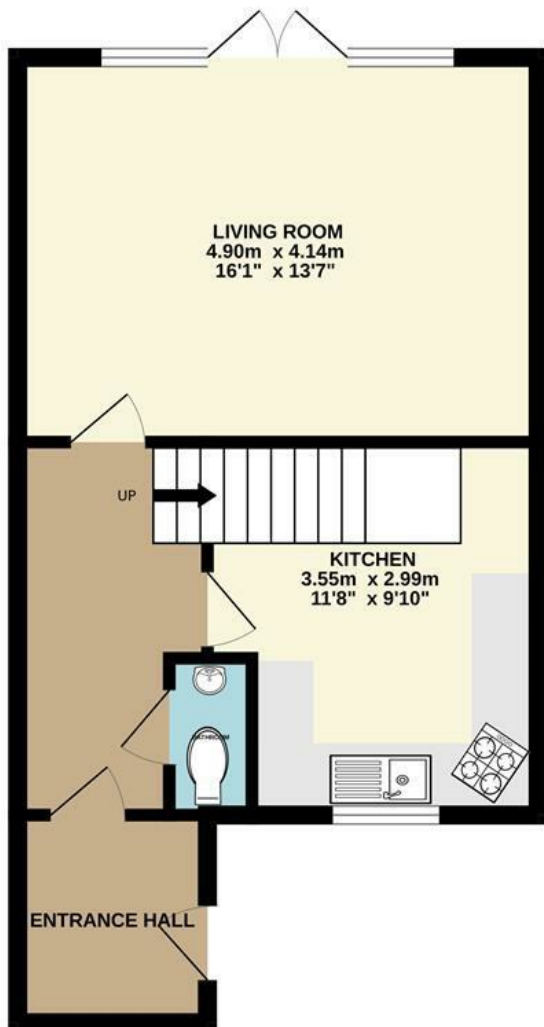 LIVING ROOM
4.90m x 4.14m
16'1" x 13'7"
UP
KITCHEN
3.55m x 2.99m
11'8" x 9'10"
BATHROOM
ENTRANCE HALL